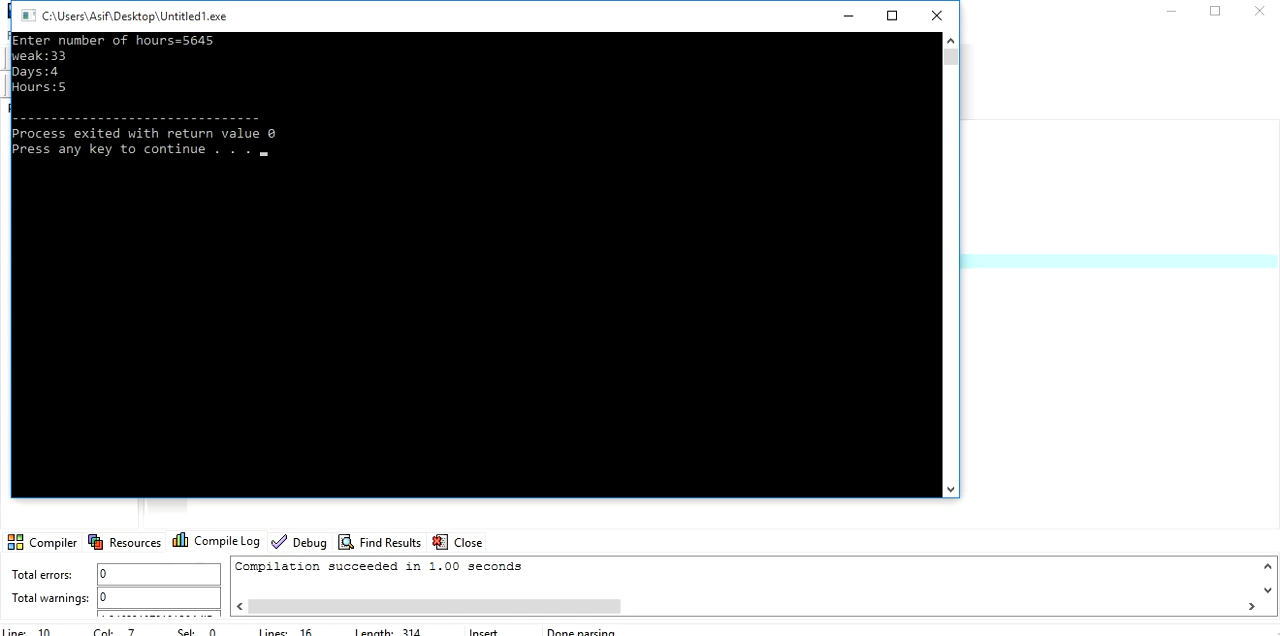 C:\Users\Asif\Desktop\Untitled1.exe
Enter number of hours=5645
weak:33
Days:4
Hours:5
--------------------------------
Process exited with return value 0
Press any key to continue . . .
Compiler Resources Compile Log Debug Find Results Close
Total errors: 0
Total warnings: 0
Compilation succeeded in 1.00 seconds
Line: 10 Col: 7 Sel: 0 Lines: 16 Length: 314 Insert Done parsing